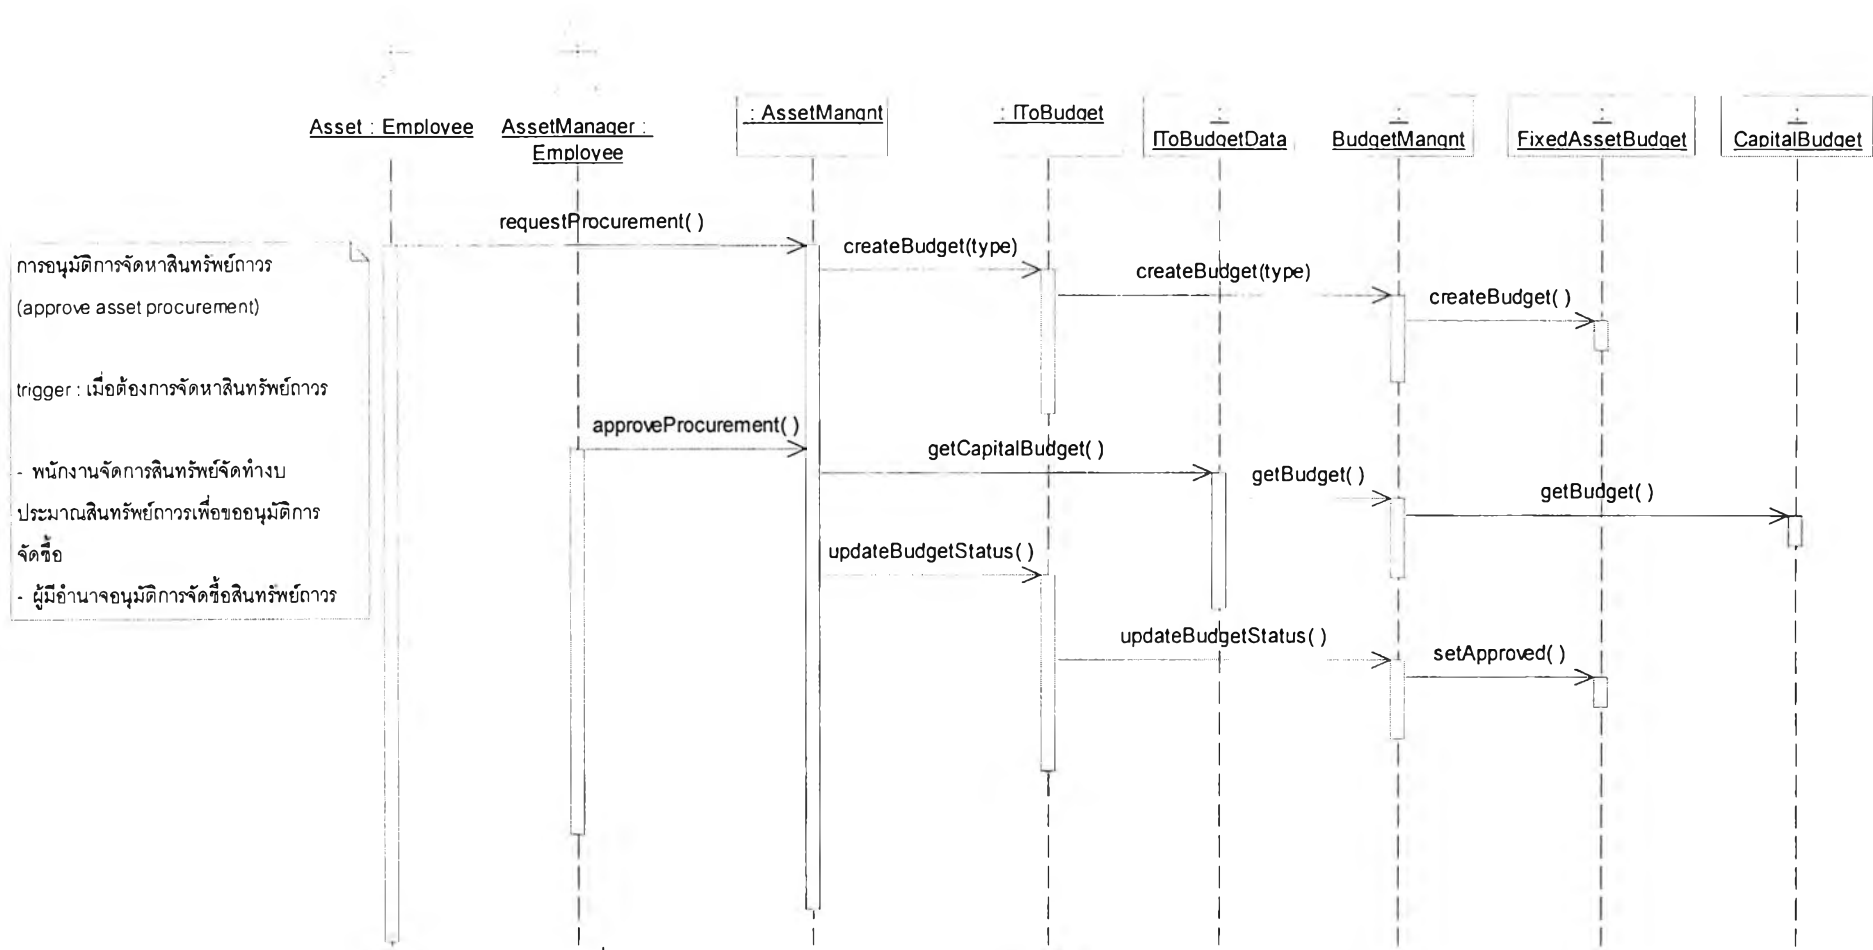 Asset : Employee
AssetManager :
Employee
: AssetMangnt
: IToBudget
:
IToBudgetData
:
BudgetMangnt
:
FixedAssetBudget
:
CapitalBudget
requestProcurement( )
createBudget(type)
createBudget(type)
createBudget( )
การอนุมัติการจัดหาสินทรัพย์ถาวร
(approve asset procurement)
trigger : เมื่อต้องการจัดหาสินทรัพย์ถาวร
- พนักงานจัดการสินทรัพย์จัดทำงบ
ประมาณสินทรัพย์ถาวรเพื่อขออนุมัติการ
จัดซื้อ
- ผู้มีอำนาจอนุมัติการจัดซื้อสินทรัพย์ถาวร
approveProcurement( )
getCapitalBudget( )
getBudget( )
getBudget( )
updateBudgetStatus( )
updateBudgetStatus( )
setApproved( )